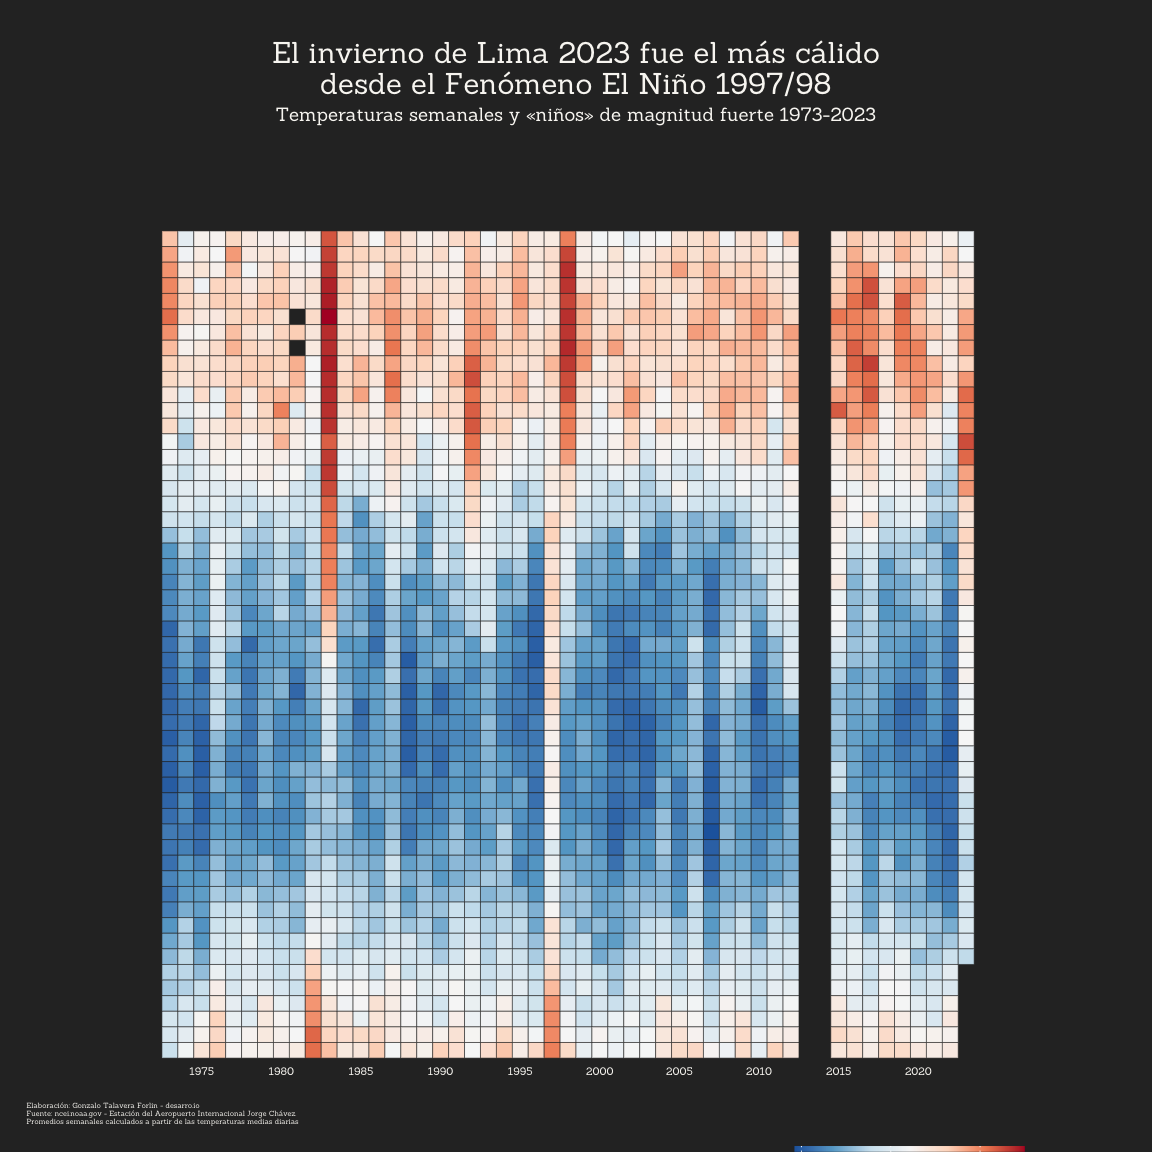 El invierno de Lima 2023 fue el más cálido
desde el Fenómeno El Niño 1997/98
Temperaturas semanales y «niños» de magnitud fuerte 1973-2023
1975 1980 1985 1990 1995 2000 2005 2010 2015 2020
Elaboración: Gonzalo Talavera Forlin - desarro.io
Fuente: ncei.noaa.gov - Estación del Aeropuerto Internacional Jorge Chávez
Promedios semanales calculados a partir de las temperaturas medias diarias